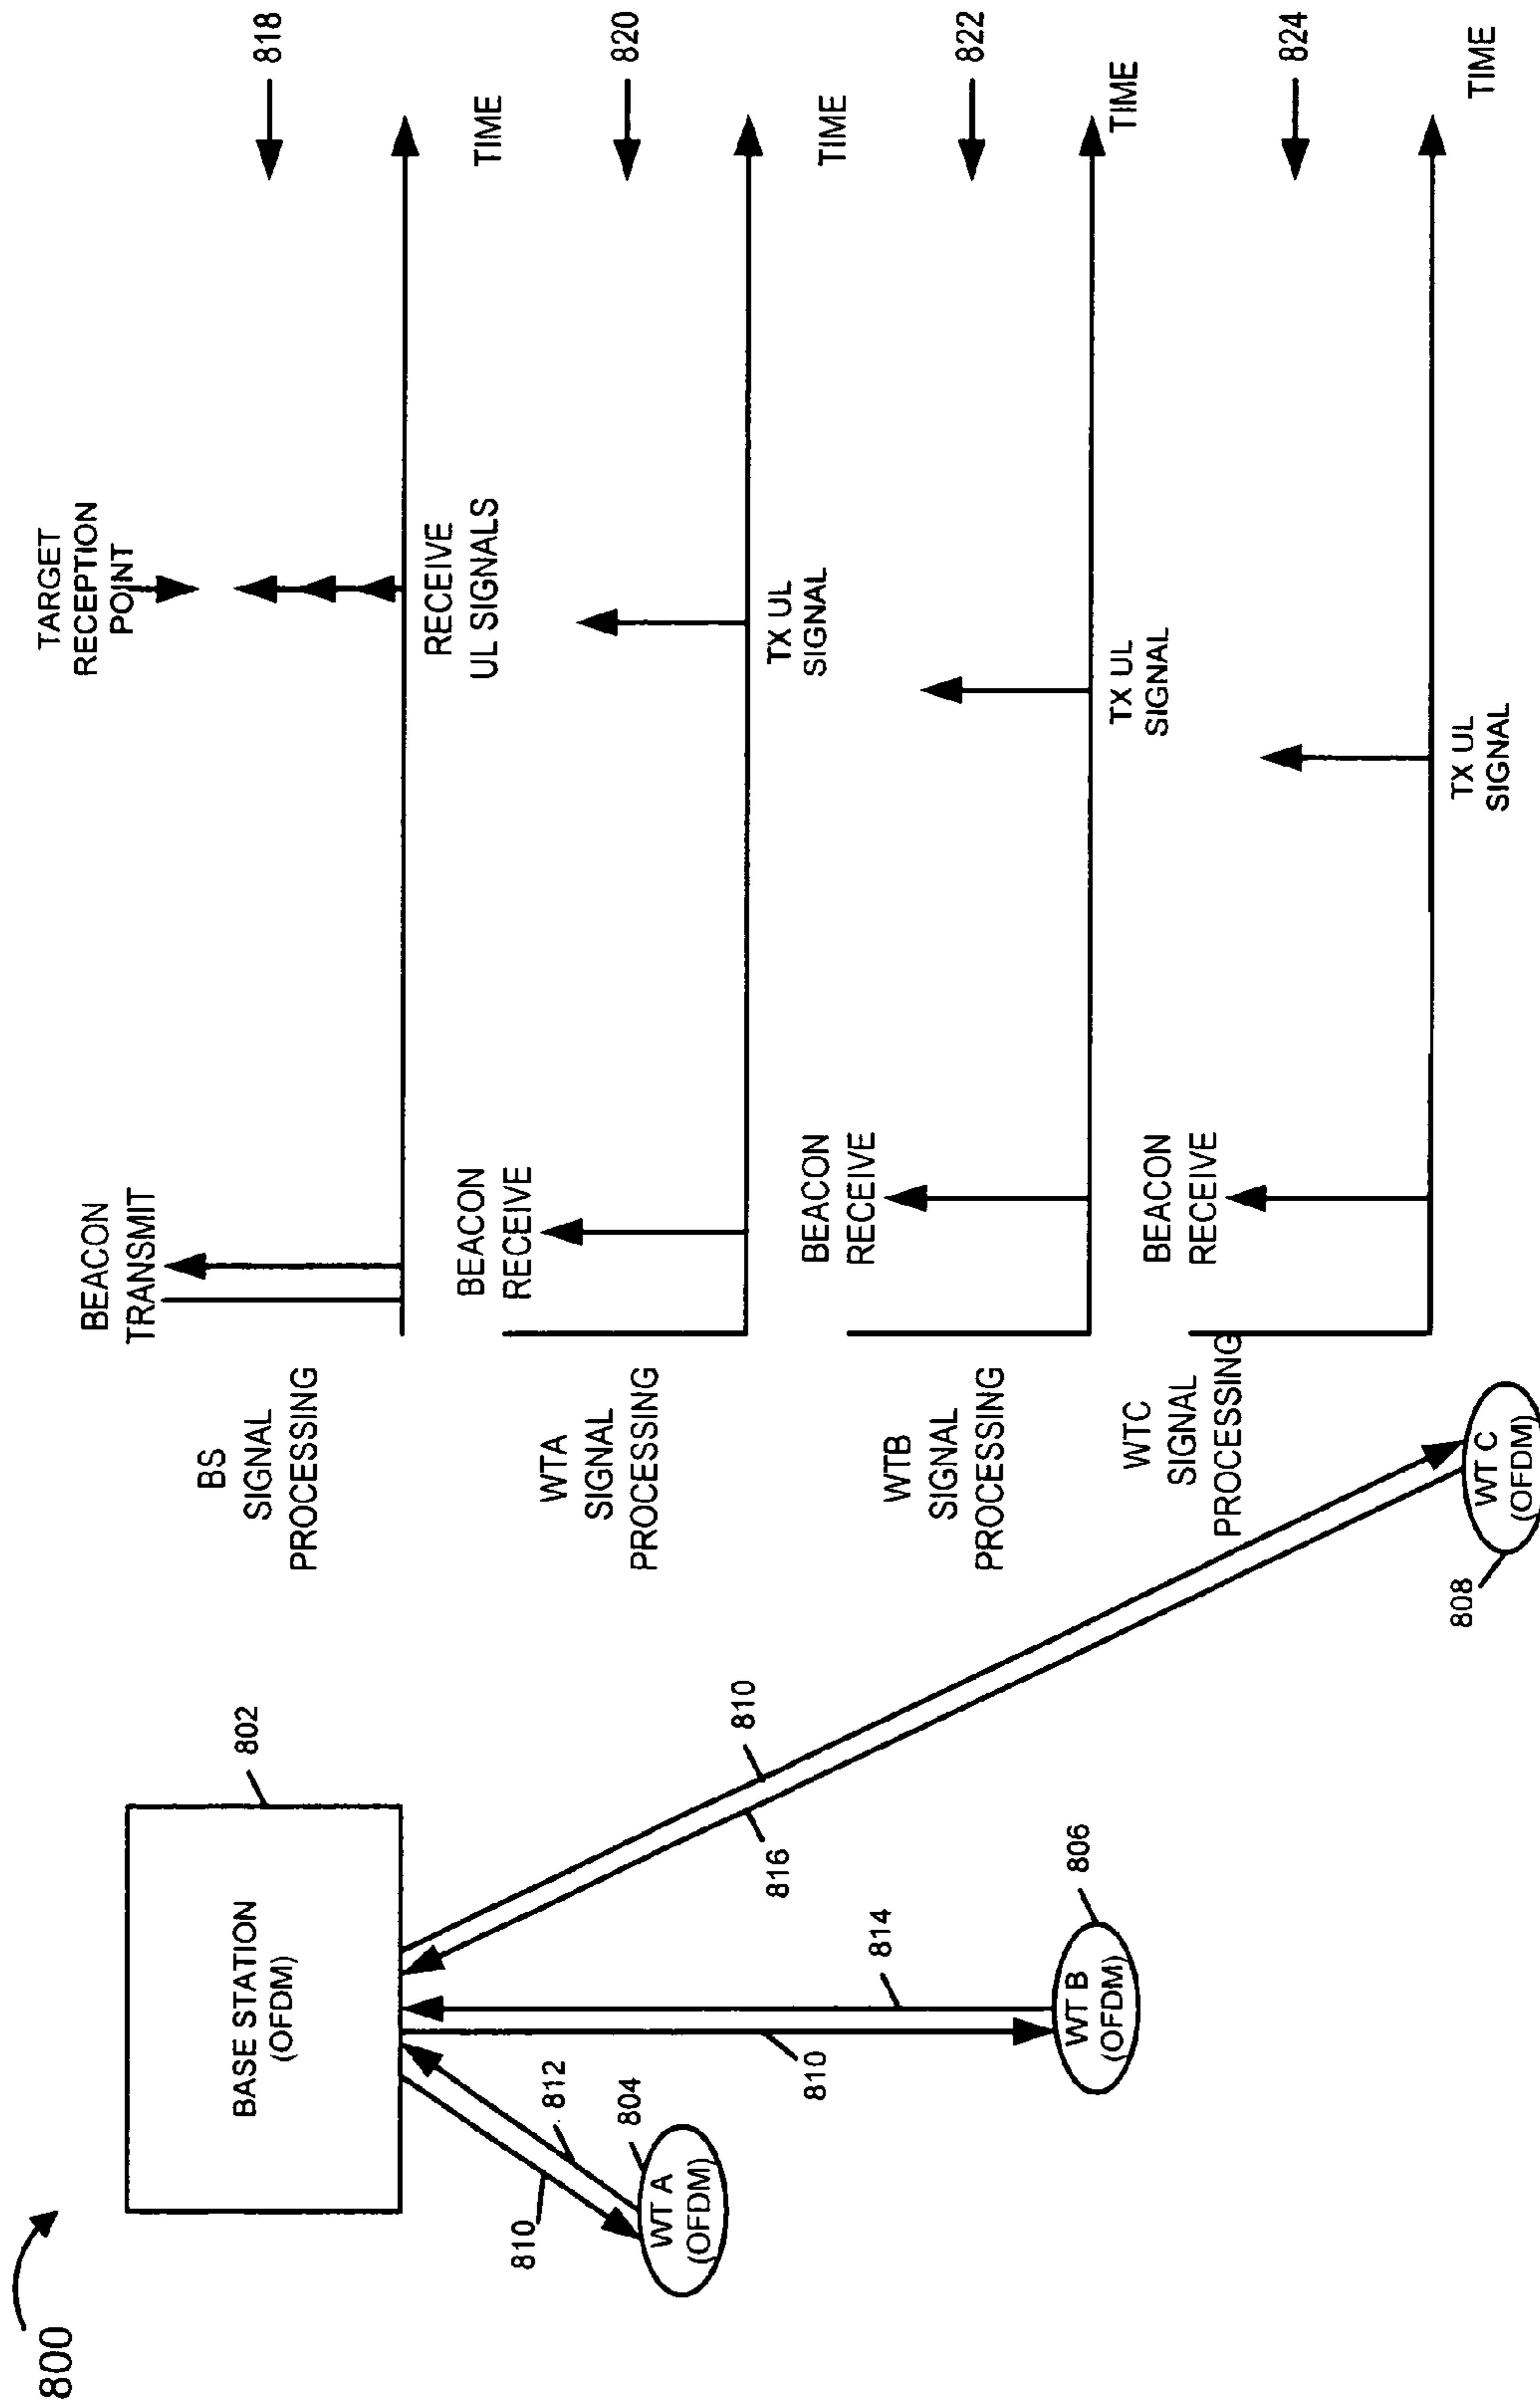 800
BASE STATION
(OFDM)
802
810
812
804
WT A
(OFDM)
810
814
806
WT B
(OFDM)
816
810
808
WT C
(OFDM)
BS
SIGNAL
PROCESSING
BEACON
TRANSMIT
TARGET
RECEPTION
POINT
RECEIVE
UL SIGNALS
TIME
818
WTA
SIGNAL
PROCESSING
BEACON
RECEIVE
TX UL
SIGNAL
TIME
820
WTB
SIGNAL
PROCESSING
BEACON
RECEIVE
TX UL
SIGNAL
TIME
822
WTC
SIGNAL
PROCESSING
BEACON
RECEIVE
TX UL
SIGNAL
TIME
824